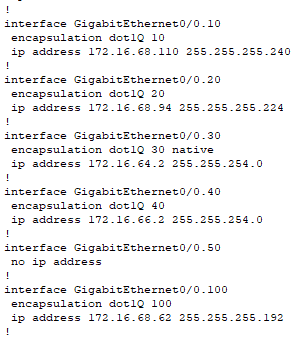 !
interface GigabitEthernet0/0.10
encapsulation dot1Q 10
ip address 172.16.68.110 255.255.255.240
!
interface GigabitEthernet0/0.20
encapsulation dot1Q 20
ip address 172.16.68.94 255.255.255.224
!
interface GigabitEthernet0/0.30
encapsulation dot1Q 30 native
ip address 172.16.64.2 255.255.254.0
!
interface GigabitEthernet0/0.40
encapsulation dot1Q 40
ip address 172.16.66.2 255.255.254.0
!
interface GigabitEthernet0/0.50
no ip address
!
interface GigabitEthernet0/0.100
encapsulation dot1Q 100
ip address 172.16.68.62 255.255.255.192
!